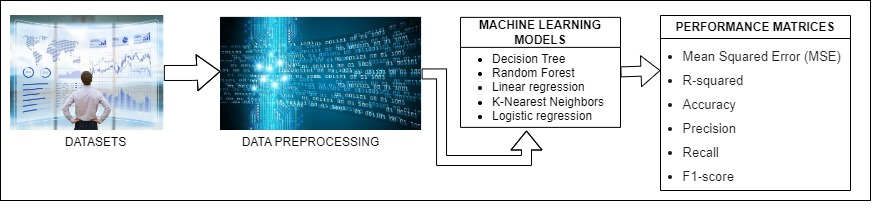 DATASETS
DATA PREPROCESSING
MACHINE LEARNING
MODELS
• Decision Tree
• Random Forest
• Linear regression
• K-Nearest Neighbors
• Logistic regression
PERFORMANCE MATRICES
• Mean Squared Error (MSE)
• R-squared
• Accuracy
• Precision
• Recall
• F1-score